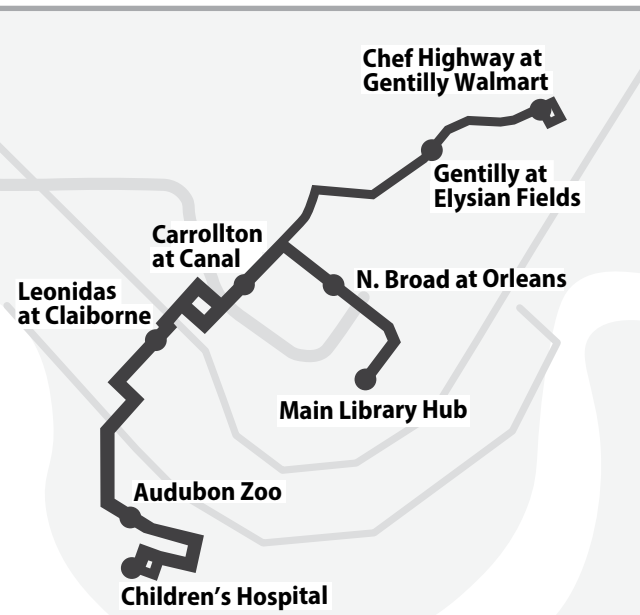 Chef Highway at
Gentilly Walmart
Gentilly at
Elysian Fields
Carrollton
at Canal
N. Broad at Orleans
Leonidas
at Claiborne
Main Library Hub
Audubon Zoo
Children's Hospital